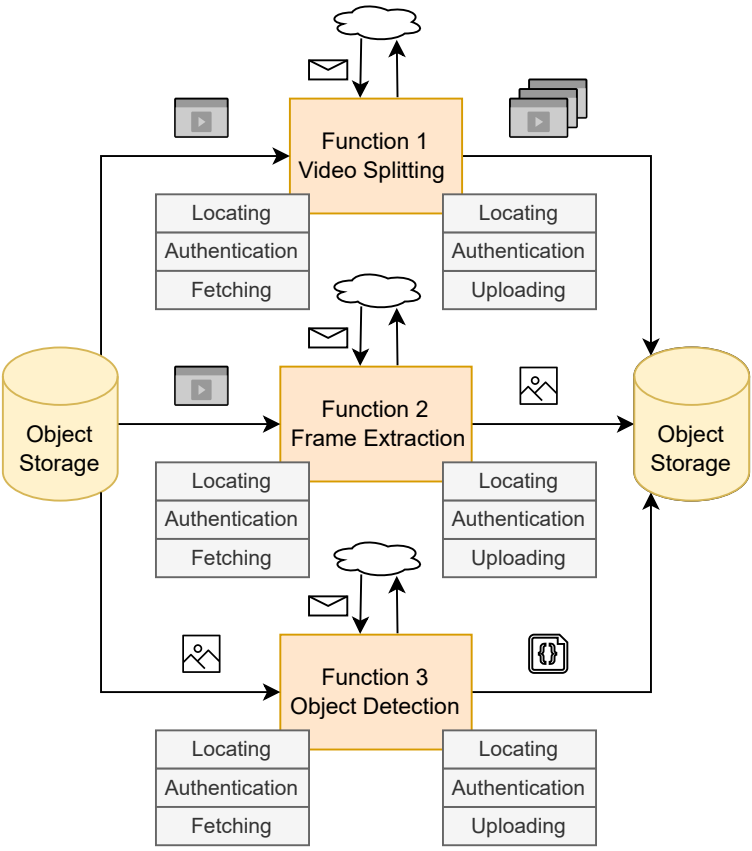 Function 1
Video Splitting
Locating
Authentication
Fetching
Locating
Authentication
Uploading
Object
Storage
Function 2
Frame Extraction
Object
Storage
Locating
Authentication
Fetching
Locating
Authentication
Uploading
{}
Function 3
Object Detection
Locating
Authentication
Fetching
Locating
Authentication
Uploading